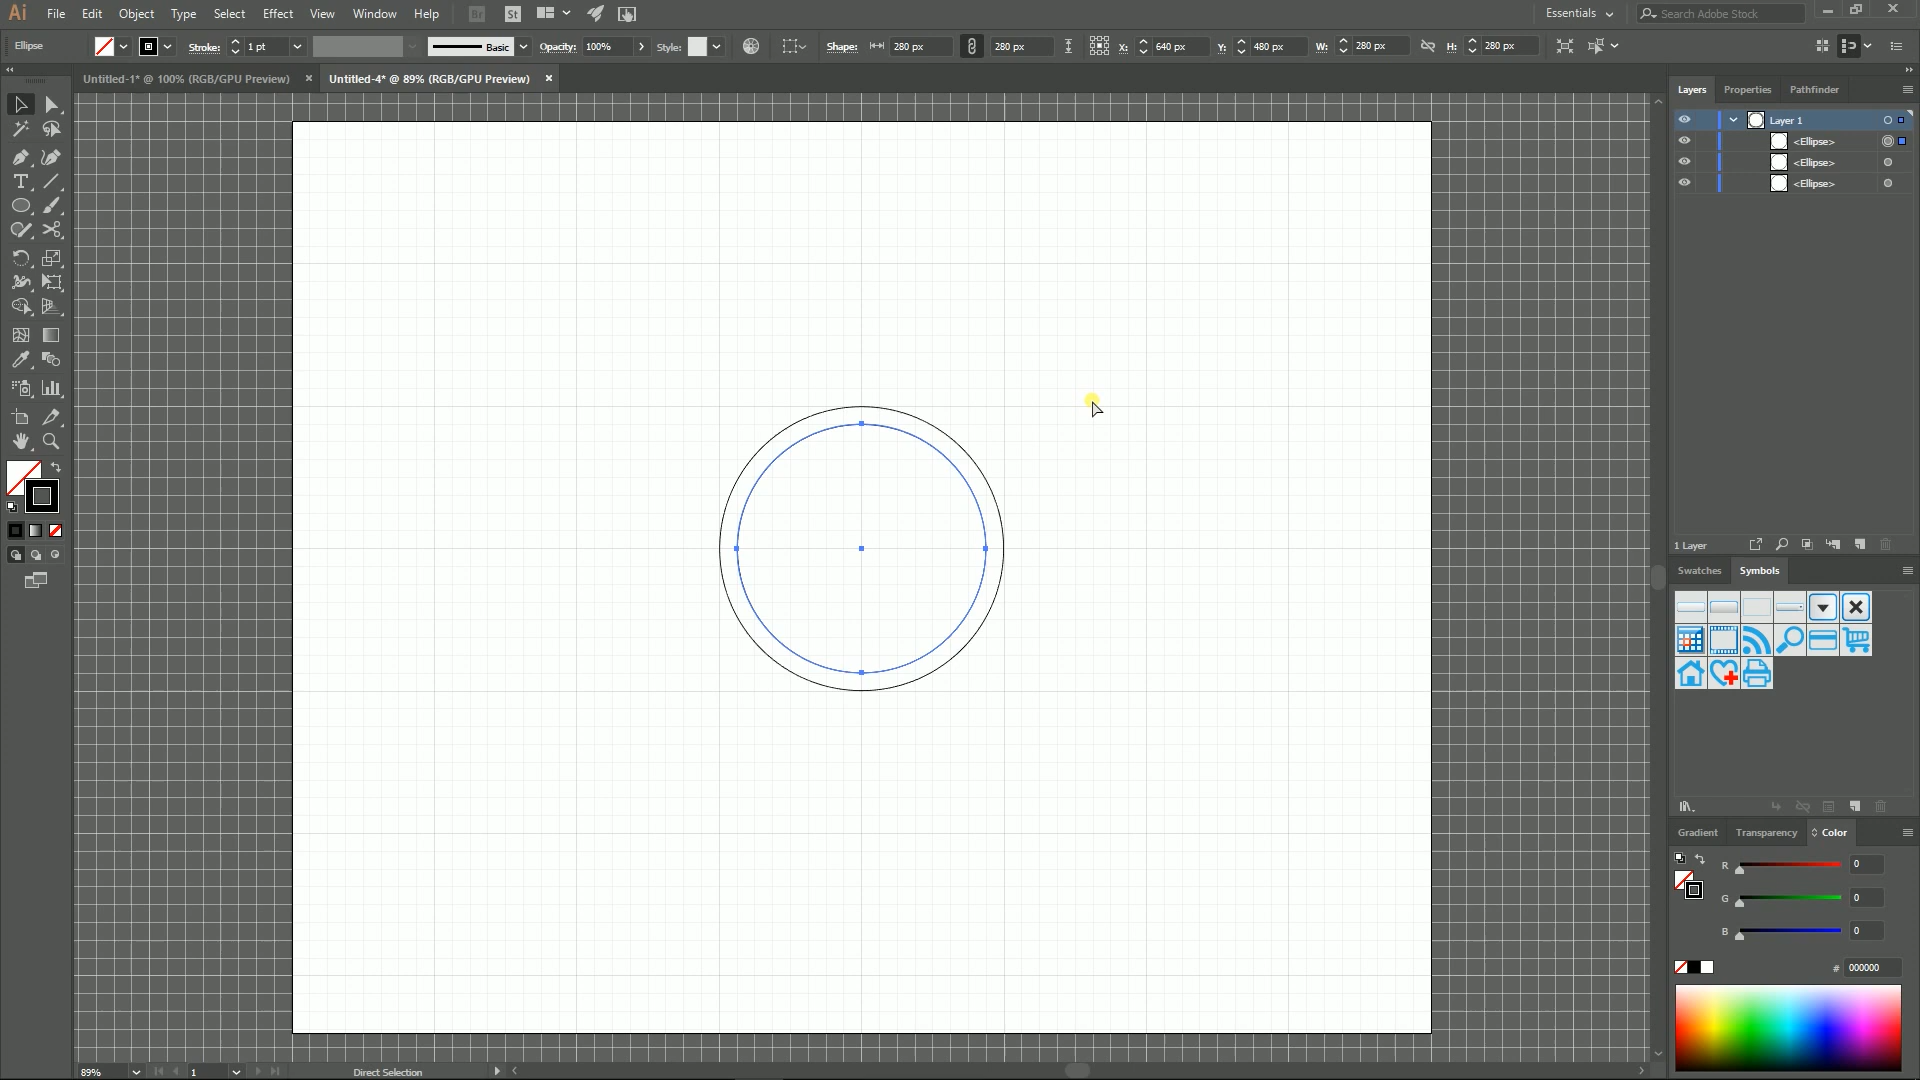 Ai File Edit Object Type Select Effect View Window Help Br St Essentials Search Adobe Stock
Ellipse Stroke: 1 pt Basic Opacity: 100% Style: Shape: 280 px 280 px X: 640 px Y: 480 px W: 280 px H: 280 px
Untitled-1* @ 100% (RGB/GPU Preview) Untitled-4* @ 89% (RGB/GPU Preview)
Layers Properties Pathfinder
Layer 1
<Ellipse>
<Ellipse>
<Ellipse>
1 Layer
Swatches Symbols
Gradient Transparency Color
R 0
G 0
B 0
# 000000
89% 1 Direct Selection